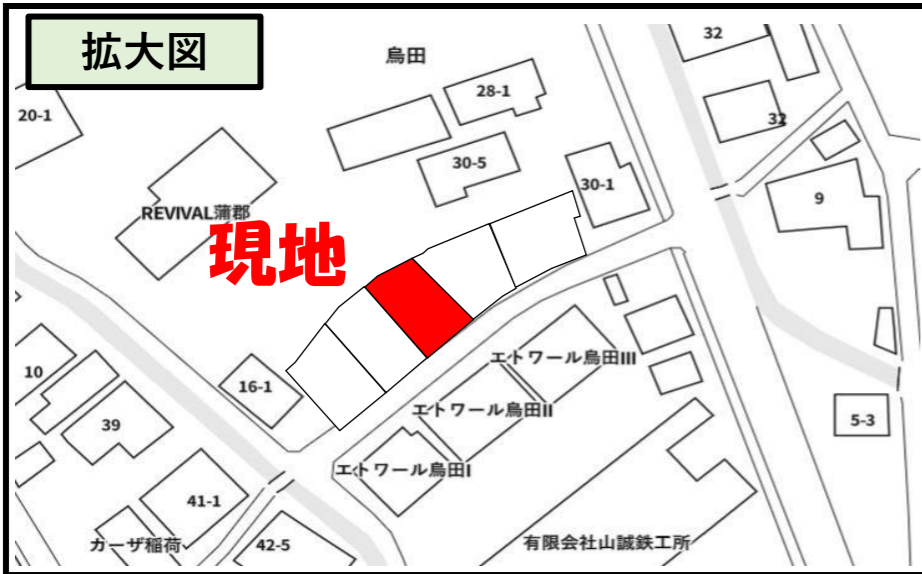 拡大図
烏田
32
28-1
20-1
32
30-5
30-1
9
REVIVAL蒲郡
現地
エトワール烏田III
10
16-1
エトワール烏田II
39
5-3
エトワール烏田I
41-1
カーザ稲荷
42-5
有限会社山誠鉄工所